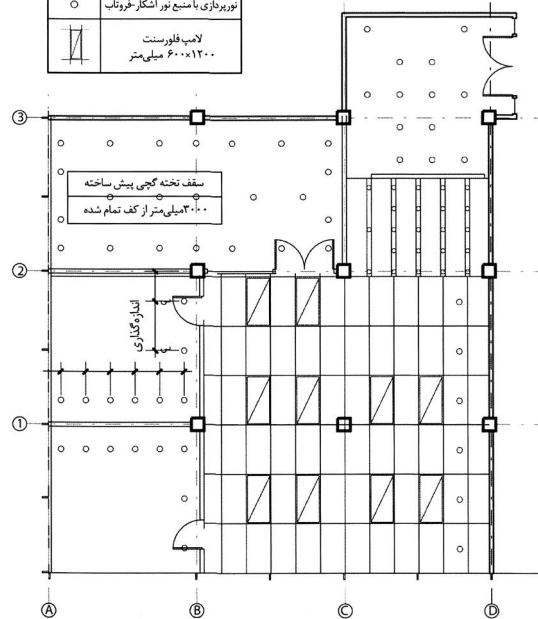 نورپردازی با منبع نور آشکار-فروتاب
لامپ فلورسنت
۶۰۰×۱۲۰۰ میلی‌متر
3
سقف تخته گچی پیش ساخته
۳۰۰۰میلی‌متر از کف تمام شده
2
اندازه‌گذاری
1
A B C D